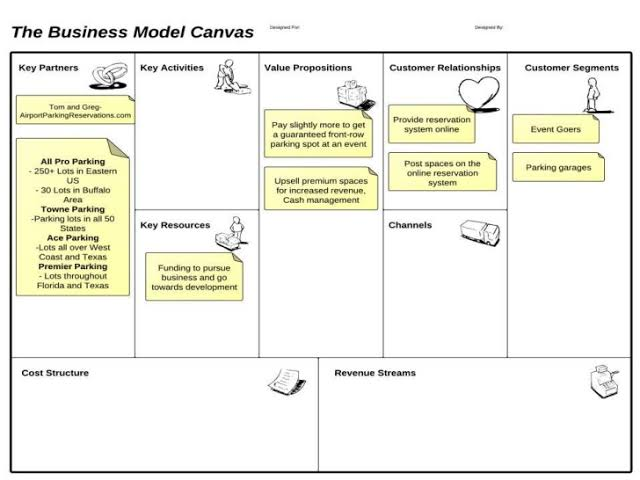 The Business Model Canvas
Designed For:
Designed By:
Key Partners
Tom and Greg-
AirportParkingReservations.com
All Pro Parking
- 250+ Lots in Eastern
US
- 30 Lots in Buffalo
Area
Towne Parking
-Parking lots in all 50
States
Ace Parking
-Lots all over West
Coast and Texas
Premier Parking
- Lots throughout
Florida and Texas
Key Activities
Key Resources
Funding to pursue
business and go
towards development
Value Propositions
Pay slightly more to get
a guaranteed front-row
parking spot at an event
Upsell premium spaces
for increased revenue,
Cash management
Customer Relationships
Provide reservation
system online
Post spaces on the
online reservation
system
Channels
Customer Segments
Event Goers
Parking garages
Cost Structure
Revenue Streams